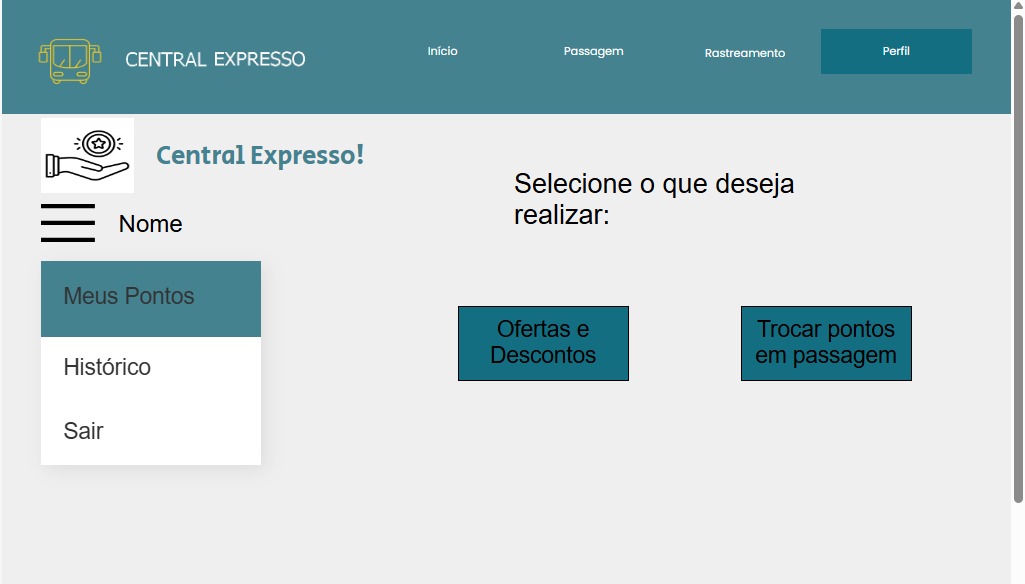 CENTRAL EXPRESSO
Início
Passagem
Rastreamento
Perfil
Central Expresso!
Nome
Meus Pontos
Histórico
Sair
Selecione o que deseja
realizar:
Ofertas e
Descontos
Trocar pontos
em passagem